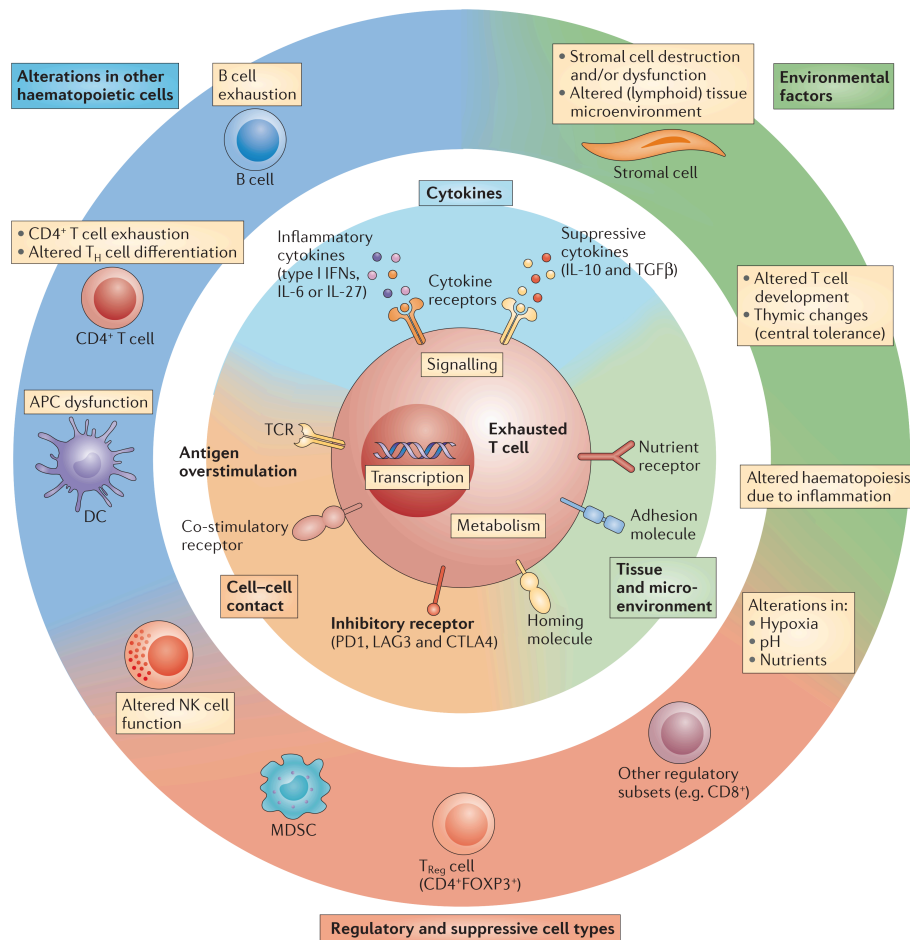 Alterations in other
haematopoietic cells
B cell
exhaustion
B cell
• Stromal cell destruction
and/or dysfunction
• Altered (lymphoid) tissue
microenvironment
Stromal cell
Environmental
factors
• CD4⁺ T cell exhaustion
• Altered T_H cell differentiation
CD4⁺ T cell
APC dysfunction
DC
Cytokines
Inflammatory
cytokines
(type I IFNs,
IL-6 or IL-27)
Cytokine
receptors
Suppressive
cytokines
(IL-10 and TGFβ)
Signalling
• Altered T cell
development
• Thymic changes
(central tolerance)
TCR
Antigen
overstimulation
Exhausted
T cell
Transcription
Nutrient
receptor
Co-stimulatory
receptor
Metabolism
Adhesion
molecule
Altered haematopoiesis
due to inflammation
Cell–cell
contact
Inhibitory receptor
(PD1, LAG3 and CTLA4)
Homing
molecule
Tissue
and micro-
environment
Alterations in:
• Hypoxia
• pH
• Nutrients
Altered NK cell
function
MDSC
T_Reg cell
(CD4⁺FOXP3⁺)
Other regulatory
subsets (e.g. CD8⁺)
Regulatory and suppressive cell types